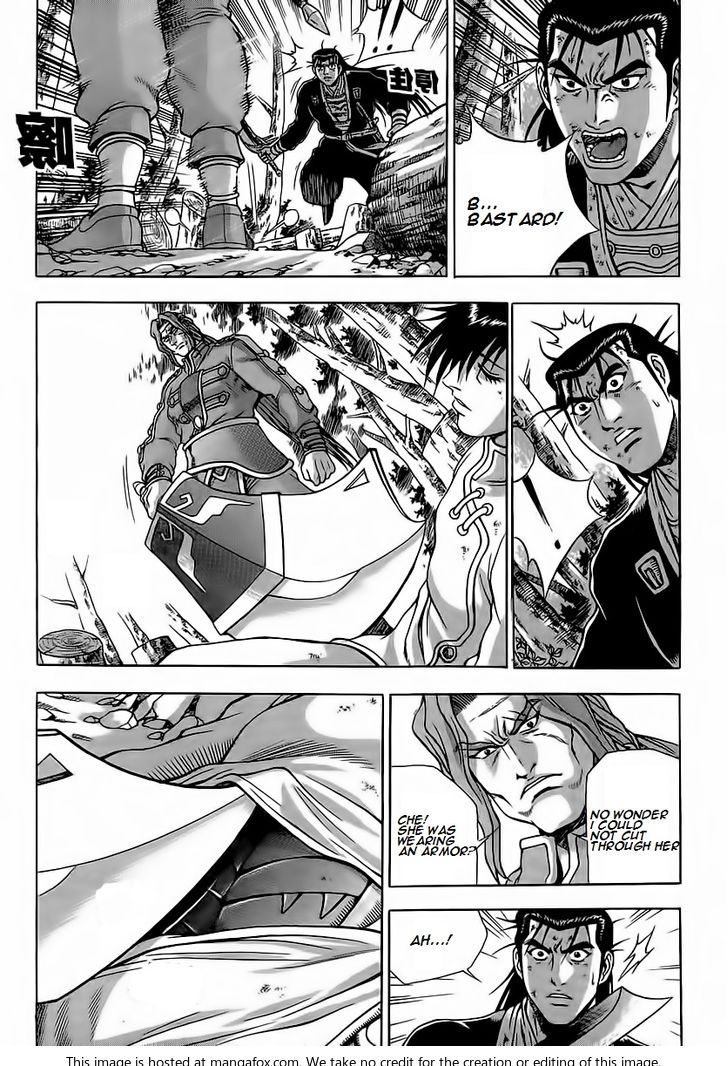 嚓
!!
停住
B...
BASTARD!
!
CHE!
SHE WAS
WEARING
AN ARMOR?
NO WONDER
I COULD
NOT CUT
THROUGH HER
AH...!
This image is hosted at mangafox.com. We take no credit for the creation or editing of this image.